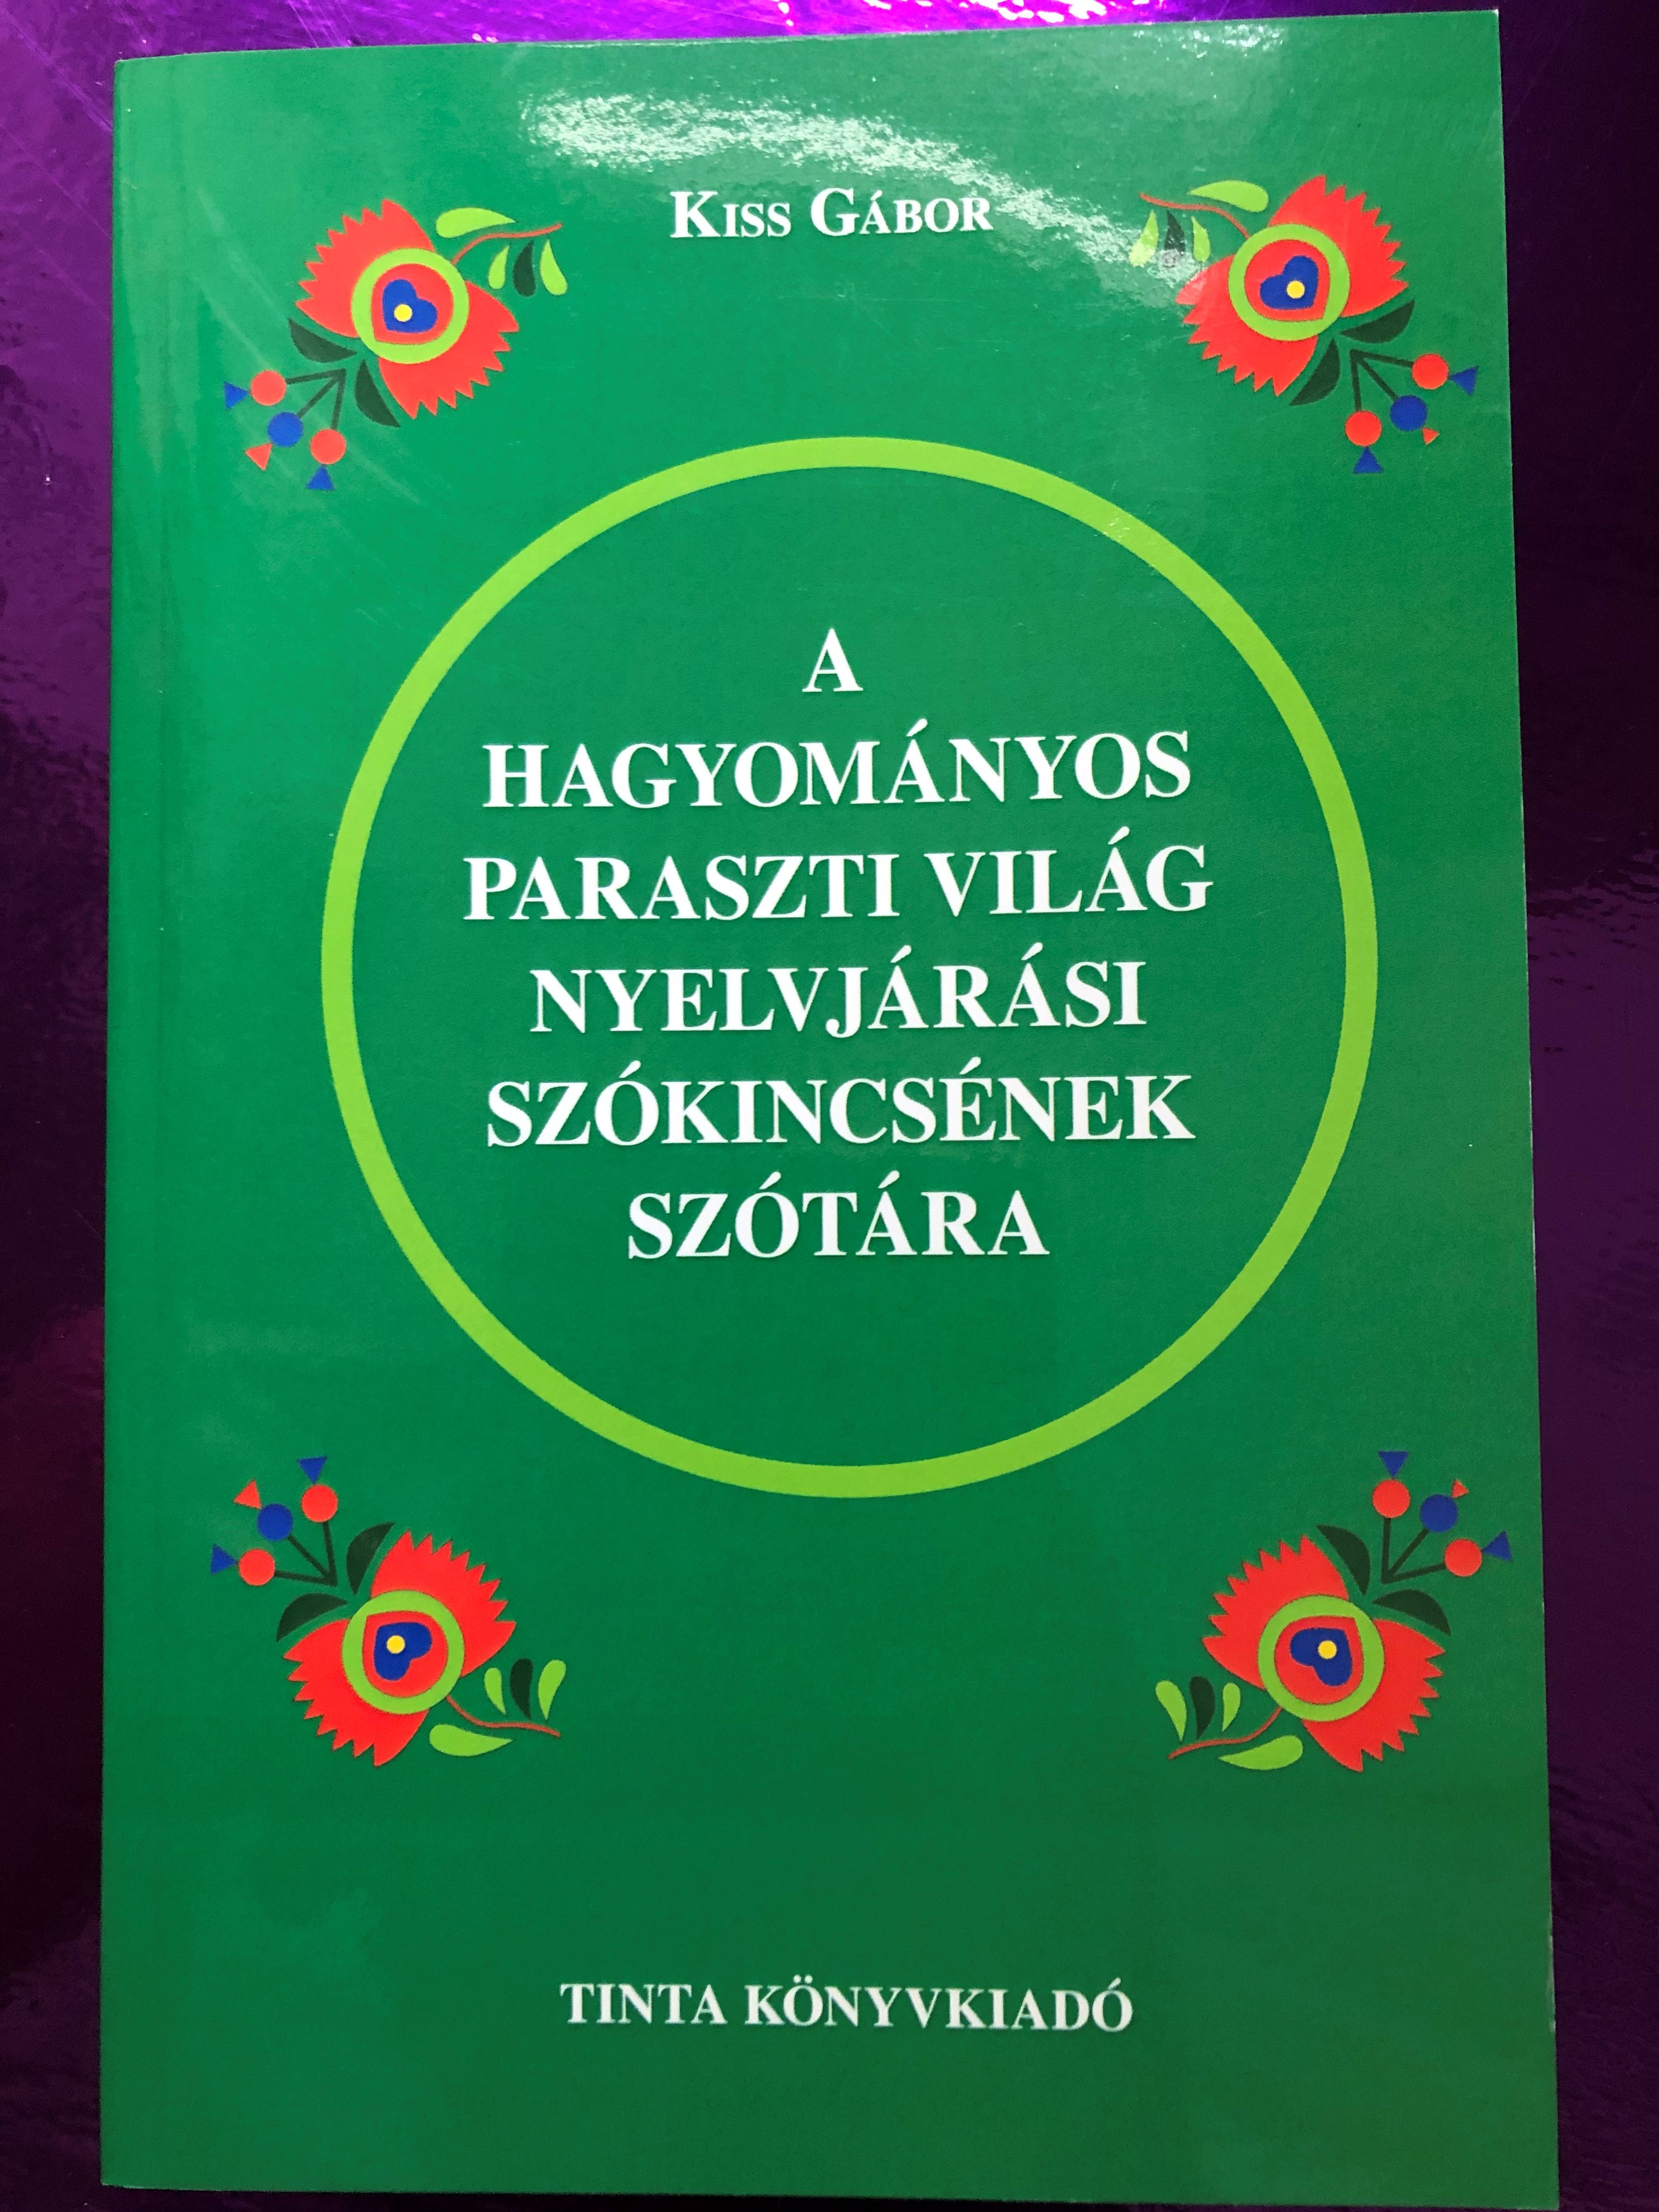 KISS GÁBOR
A
HAGYOMÁNYOS
PARASZTI VILÁG
NYELVJÁRÁSI
SZÓKINCSÉNEK
SZÓTÁRA
TINTA KÖNYVKIADÓ